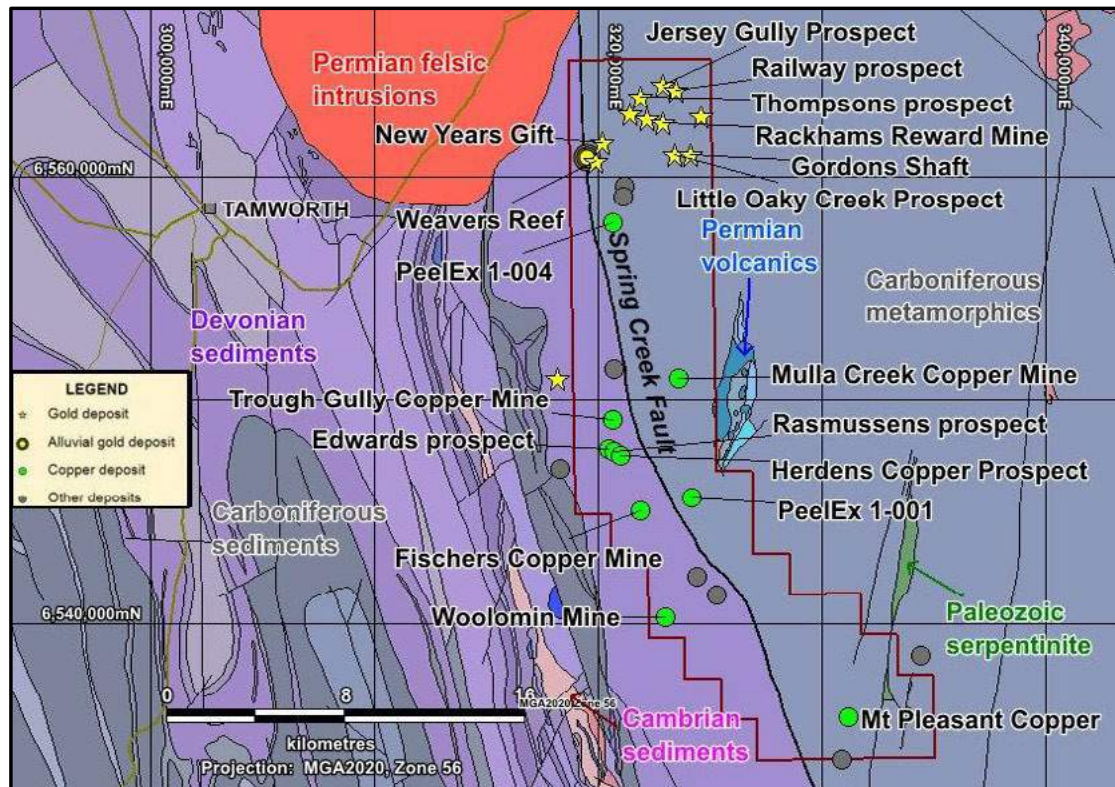 300,000mE
320,000mE
340,000mE
Jersey Gully Prospect
Permian felsic
intrusions
Railway prospect
Thompsons prospect
New Years Gift
Rackhams Reward Mine
6,560,000mN
Gordons Shaft
TAMWORTH
Little Oaky Creek Prospect
Weavers Reef
Permian
volcanics
PeelEx 1-004
Spring Creek Fault
Carboniferous
metamorphics
Devonian
sediments
LEGEND
Gold deposit
Alluvial gold deposit
Copper deposit
Other deposits
Mulla Creek Copper Mine
Trough Gully Copper Mine
Rasmussens prospect
Edwards prospect
Herdens Copper Prospect
PeelEx 1-001
Carboniferous
sediments
Fischers Copper Mine
6,540,000mN
Woolomin Mine
Paleozoic
serpentinite
0
8
16
MGA2020 Zone 56
kilometres
Projection: MGA2020, Zone 56
Cambrian
sediments
Mt Pleasant Copper